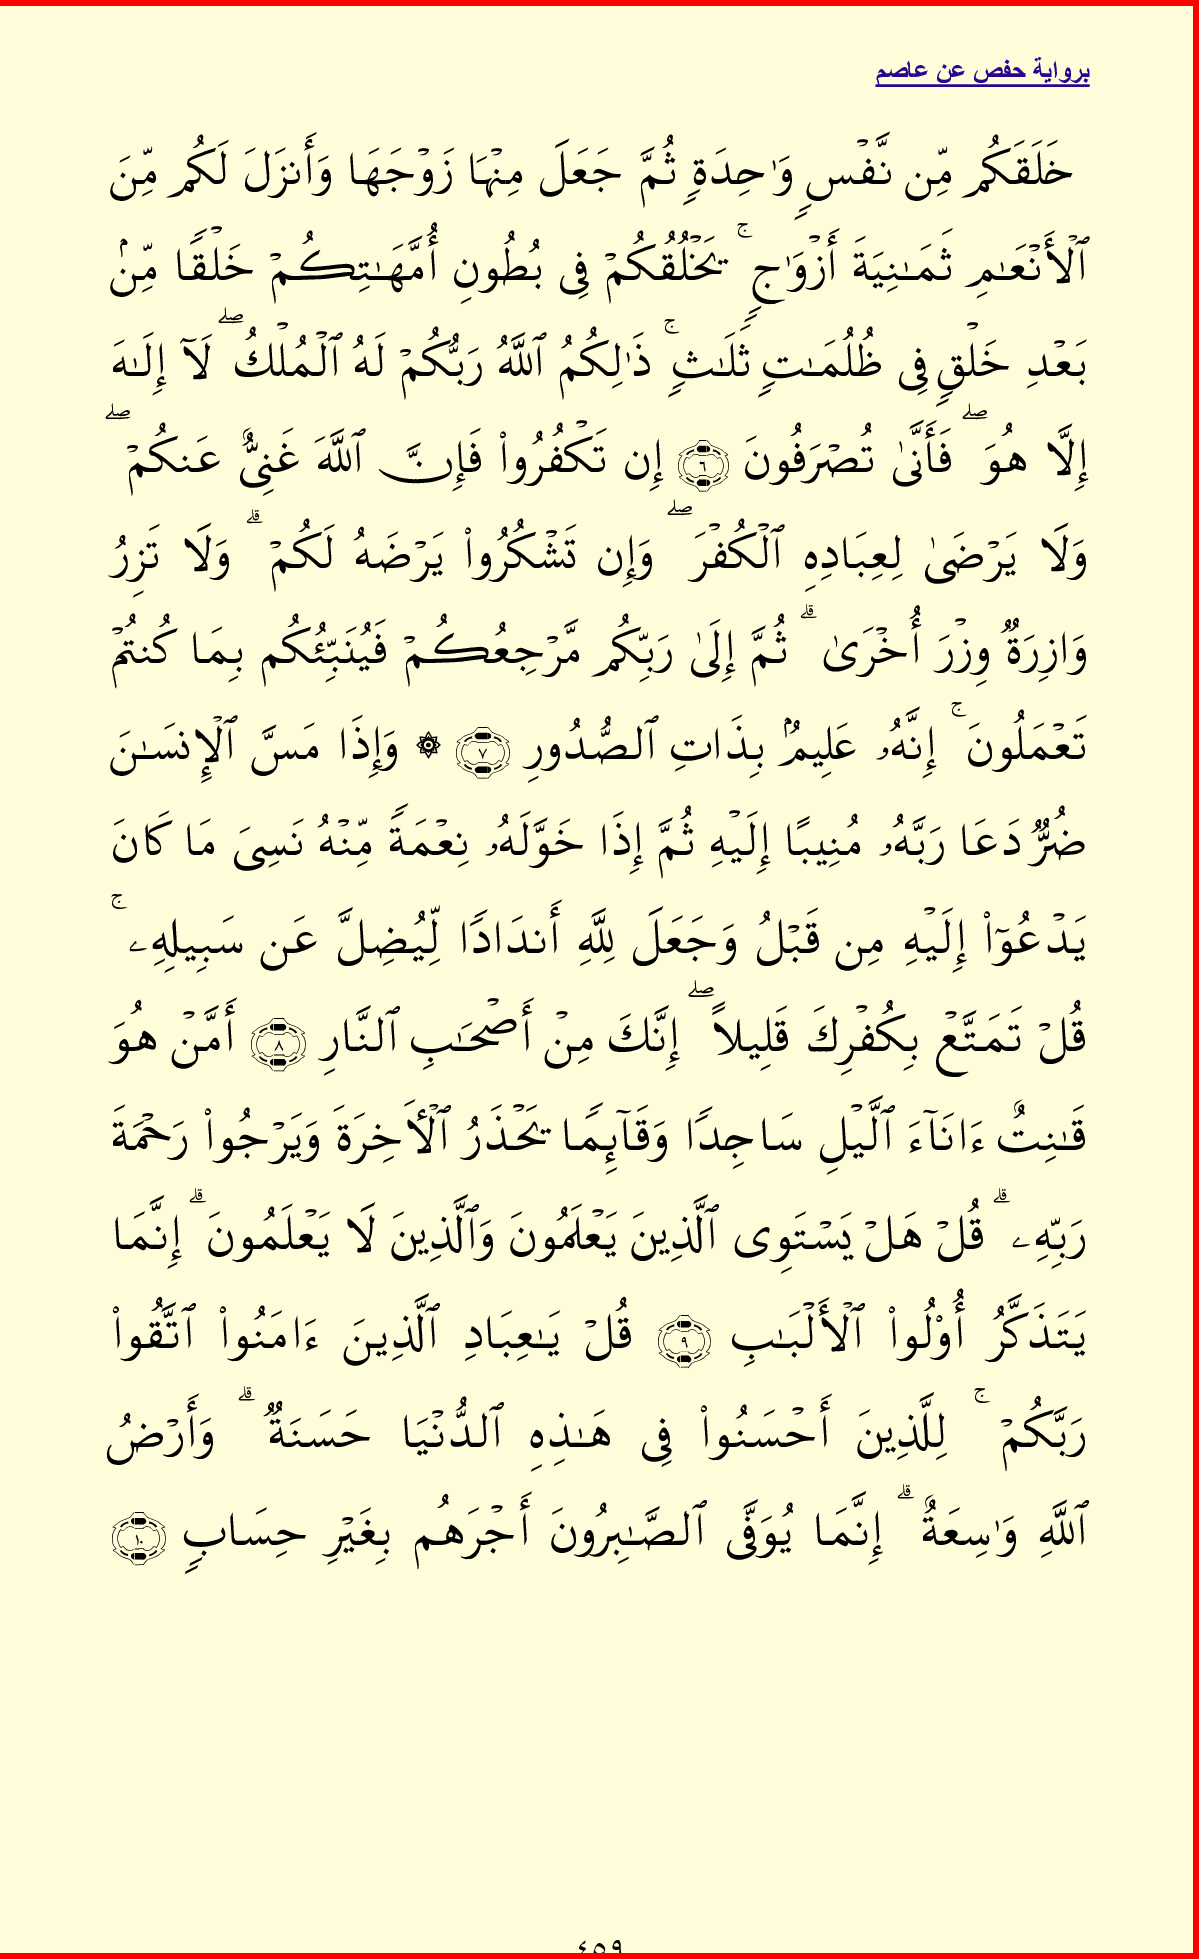 برواية حفص عن عاصم
خَلَقَكُم مِّن نَّفْسٍ وَٰحِدَةٍ ثُمَّ جَعَلَ مِنْهَا زَوْجَهَا وَأَنزَلَ لَكُم مِّنَ
ٱلْأَنْعَـٰمِ ثَمَـٰنِيَةَ أَزْوَٰجٍ ۚ يَخْلُقُكُمْ فِى بُطُونِ أُمَّهَـٰتِكُمْ خَلْقًا مِّنۢ
بَعْدِ خَلْقٍ فِى ظُلُمَـٰتٍ ثَلَـٰثٍ ۚ ذَٰلِكُمُ ٱللَّهُ رَبُّكُمْ لَهُ ٱلْمُلْكُ ۖ لَآ إِلَـٰهَ
إِلَّا هُوَ ۖ فَأَنَّىٰ تُصْرَفُونَ ٦ إِن تَكْفُرُوا۟ فَإِنَّ ٱللَّهَ غَنِىٌّ عَنكُمْ ۖ
وَلَا يَرْضَىٰ لِعِبَادِهِ ٱلْكُفْرَ ۖ وَإِن تَشْكُرُوا۟ يَرْضَهُ لَكُمْ ۗ وَلَا تَزِرُ
وَازِرَةٌ وِزْرَ أُخْرَىٰ ۗ ثُمَّ إِلَىٰ رَبِّكُم مَّرْجِعُكُمْ فَيُنَبِّئُكُم بِمَا كُنتُمْ
تَعْمَلُونَ ۚ إِنَّهُۥ عَلِيمٌۢ بِذَاتِ ٱلصُّدُورِ ٧ ۞ وَإِذَا مَسَّ ٱلْإِنسَـٰنَ
ضُرٌّ دَعَا رَبَّهُۥ مُنِيبًا إِلَيْهِ ثُمَّ إِذَا خَوَّلَهُۥ نِعْمَةً مِّنْهُ نَسِىَ مَا كَانَ
يَدْعُوٓا۟ إِلَيْهِ مِن قَبْلُ وَجَعَلَ لِلَّهِ أَندَادًا لِّيُضِلَّ عَن سَبِيلِهِۦ ۚ
قُلْ تَمَتَّعْ بِكُفْرِكَ قَلِيلًا ۖ إِنَّكَ مِنْ أَصْحَـٰبِ ٱلنَّارِ ٨ أَمَّنْ هُوَ
قَـٰنِتٌ ءَانَآءَ ٱلَّيْلِ سَاجِدًا وَقَآئِمًا يَحْذَرُ ٱلْـَٔاخِرَةَ وَيَرْجُوا۟ رَحْمَةَ
رَبِّهِۦ ۗ قُلْ هَلْ يَسْتَوِى ٱلَّذِينَ يَعْلَمُونَ وَٱلَّذِينَ لَا يَعْلَمُونَ ۗ إِنَّمَا
يَتَذَكَّرُ أُو۟لُوا۟ ٱلْأَلْبَـٰبِ ٩ قُلْ يَـٰعِبَادِ ٱلَّذِينَ ءَامَنُوا۟ ٱتَّقُوا۟
رَبَّكُمْ ۚ لِلَّذِينَ أَحْسَنُوا۟ فِى هَـٰذِهِ ٱلدُّنْيَا حَسَنَةٌ ۗ وَأَرْضُ
ٱللَّهِ وَٰسِعَةٌ ۗ إِنَّمَا يُوَفَّى ٱلصَّـٰبِرُونَ أَجْرَهُم بِغَيْرِ حِسَابٍ ١٠
٤٥٩